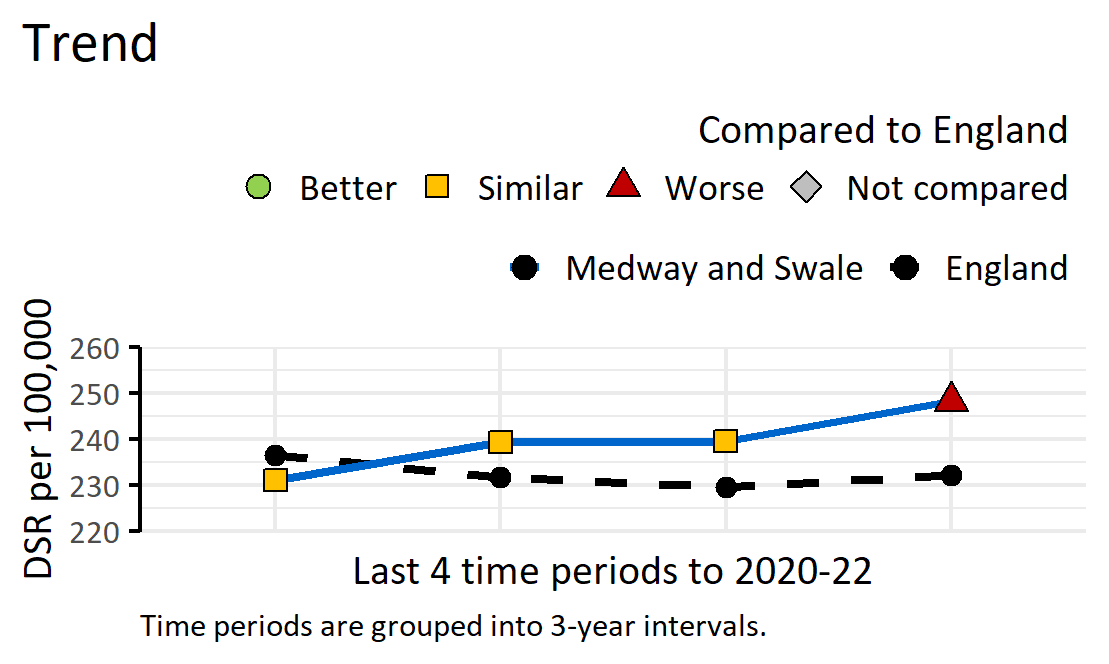 Trend
Compared to England
Better Similar Worse Not compared
Medway and Swale England
DSR per 100,000
260
250
240
230
220
Last 4 time periods to 2020-22
Time periods are grouped into 3-year intervals.